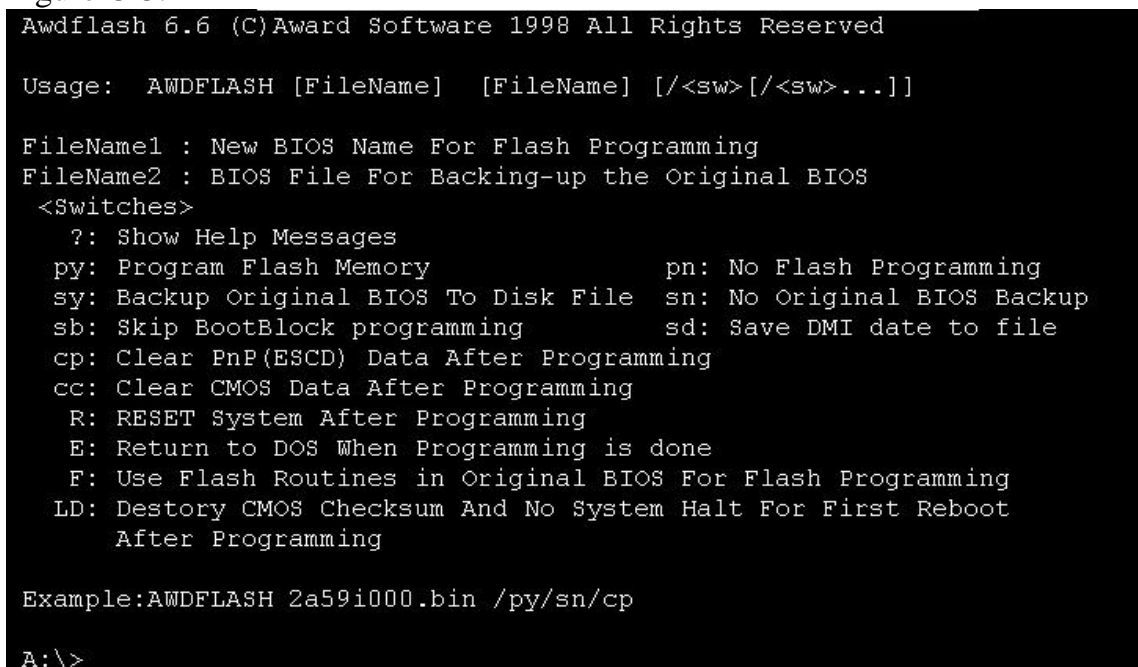 Awdflash 6.6 (C)Award Software 1998 All Rights Reserved
Usage: AWDFLASH [FileName] [FileName] [/<sw>[/<sw>...]]
FileName1 : New BIOS Name For Flash Programming
FileName2 : BIOS File For Backing-up the Original BIOS
<Switches>
?: Show Help Messages
py: Program Flash Memory pn: No Flash Programming
sy: Backup Original BIOS To Disk File sn: No Original BIOS Backup
sb: Skip BootBlock programming sd: Save DMI date to file
cp: Clear PnP(ESCD) Data After Programming
cc: Clear CMOS Data After Programming
R: RESET System After Programming
E: Return to DOS When Programming is done
F: Use Flash Routines in Original BIOS For Flash Programming
LD: Destory CMOS Checksum And No System Halt For First Reboot
After Programming
Example:AWDFLASH 2a59i000.bin /py/sn/cp
A:\>